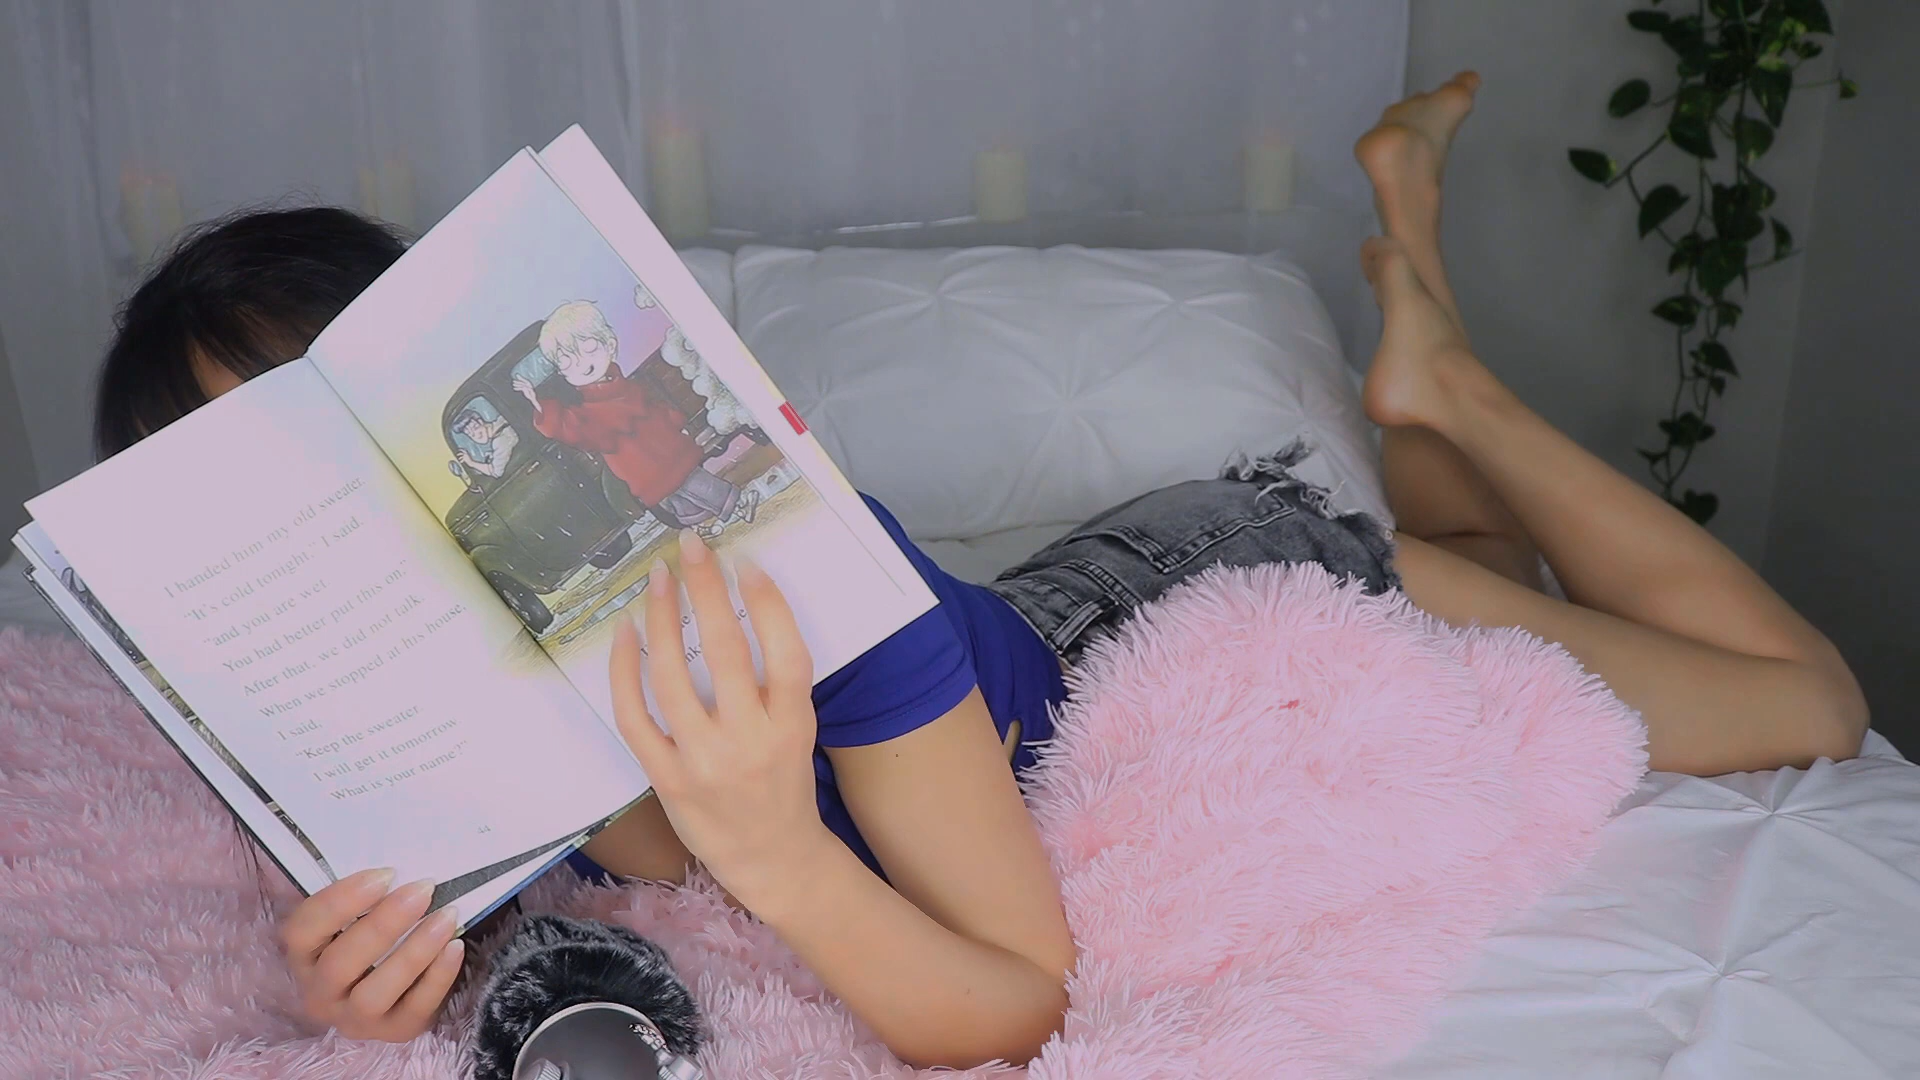 I handed him my old sweater.
"It's cold tonight," I said,
"and you are wet
You had better put this on."
After that, we did not talk.
When we stopped at his house,
I said,
"Keep the sweater.
I will get it tomorrow.
What is your name?"
44